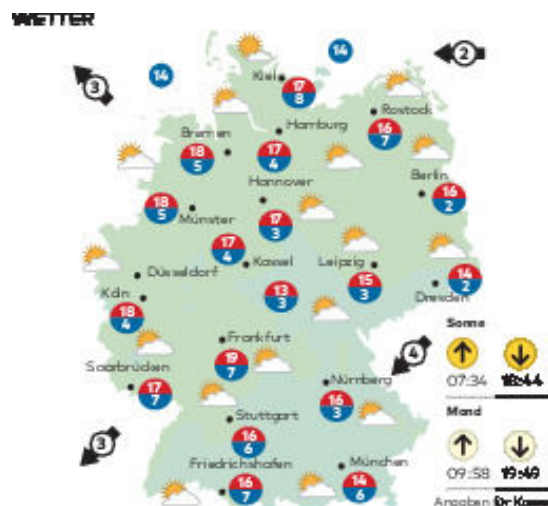 WETTER
14
14
2
3
Kiel
17
8
Rostock
16
7
Hamburg
17
4
Bremen
18
5
Berlin
16
2
Hannover
17
3
18
5
Münster
17
4
Kassel
Leipzig
15
3
Düsseldorf
13
3
14
2
Dresden
Köln
18
4
Sonne
07:34
18:44
Frankfurt
19
7
4
Saarbrücken
17
7
Nürnberg
16
3
Mond
09:58
19:49
Stuttgart
16
6
3
Friedrichshafen
16
7
München
14
6
Angaben für